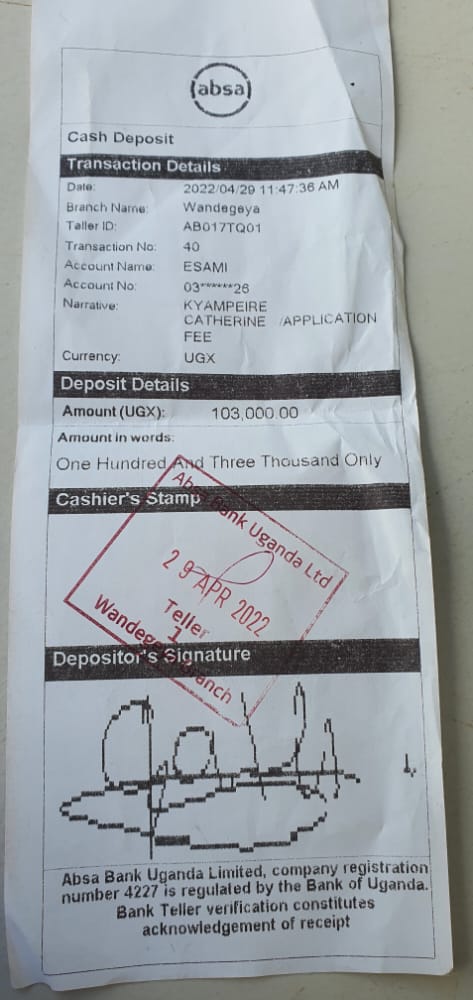 absa
Cash Deposit
Transaction Details
Date: 2022/04/29 11:47:36 AM
Branch Name: Wandegeya
Teller ID: AB017TQ01
Transaction No: 40
Account Name: ESAMI
Account No: 03******26
Narrative: KYAMPEIRE
CATHERINE /APPLICATION
FEE
Currency: UGX
Deposit Details
Amount (UGX): 103,000.00
Amount in words:
One Hundred And Three Thousand Only
Cashier's Stamp
Absa Bank Uganda Ltd
29 APR 2022
Teller
1
Wandegeya Branch
Depositor's Signature
Absa Bank Uganda Limited, company registration
number 4227 is regulated by the Bank of Uganda.
Bank Teller verification constitutes
acknowledgement of receipt